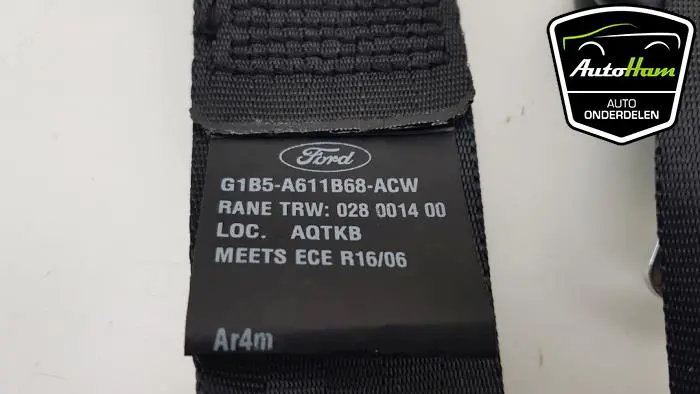 AutoHam
AUTO
ONDERDELEN
Ford
G1B5-A611B68-ACW
RANE TRW: 028 0014 00
LOC. AQTKB
MEETS ECE R16/06
Ar4m